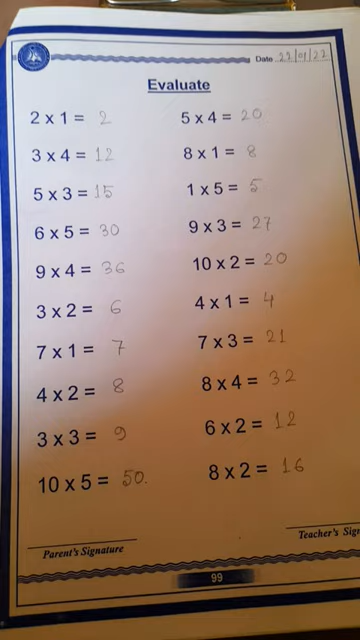 Date 22/01/22
Evaluate
2 x 1 = 2
3 x 4 = 12
5 x 3 = 15
6 x 5 = 30
9 x 4 = 36
3 x 2 = 6
7 x 1 = 7
4 x 2 = 8
3 x 3 = 9
10 x 5 = 50.
5 x 4 = 20
8 x 1 = 8
1 x 5 = 5
9 x 3 = 27
10 x 2 = 20
4 x 1 = 4
7 x 3 = 21
8 x 4 = 32
6 x 2 = 12
8 x 2 = 16
Parent's Signature
Teacher's Sign
99